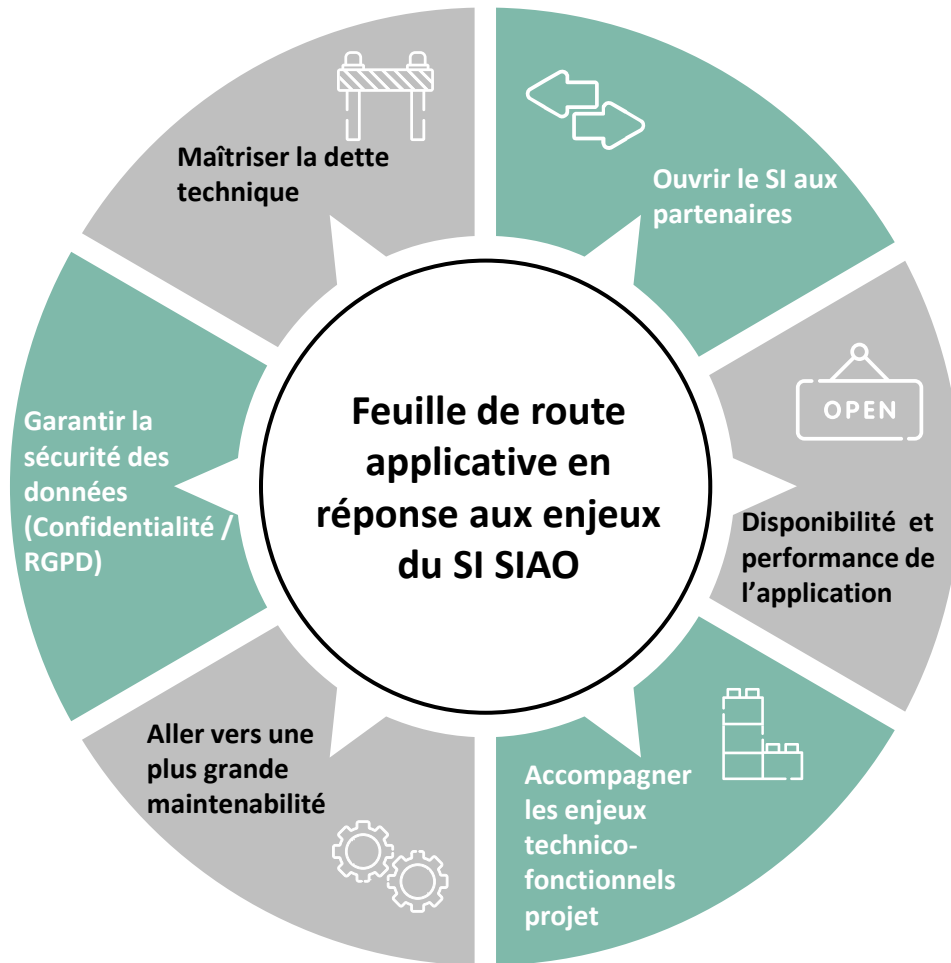 Maîtriser la dette
technique
Ouvrir le SI aux
partenaires
OPEN
Disponibilité et
performance de
l’application
Accompagner
les enjeux
technico-
fonctionnels
projet
Aller vers une
plus grande
maintenabilité
Garantir la
sécurité des
données
(Confidentialité /
RGPD)
Feuille de route
applicative en
réponse aux enjeux
du SI SIAO